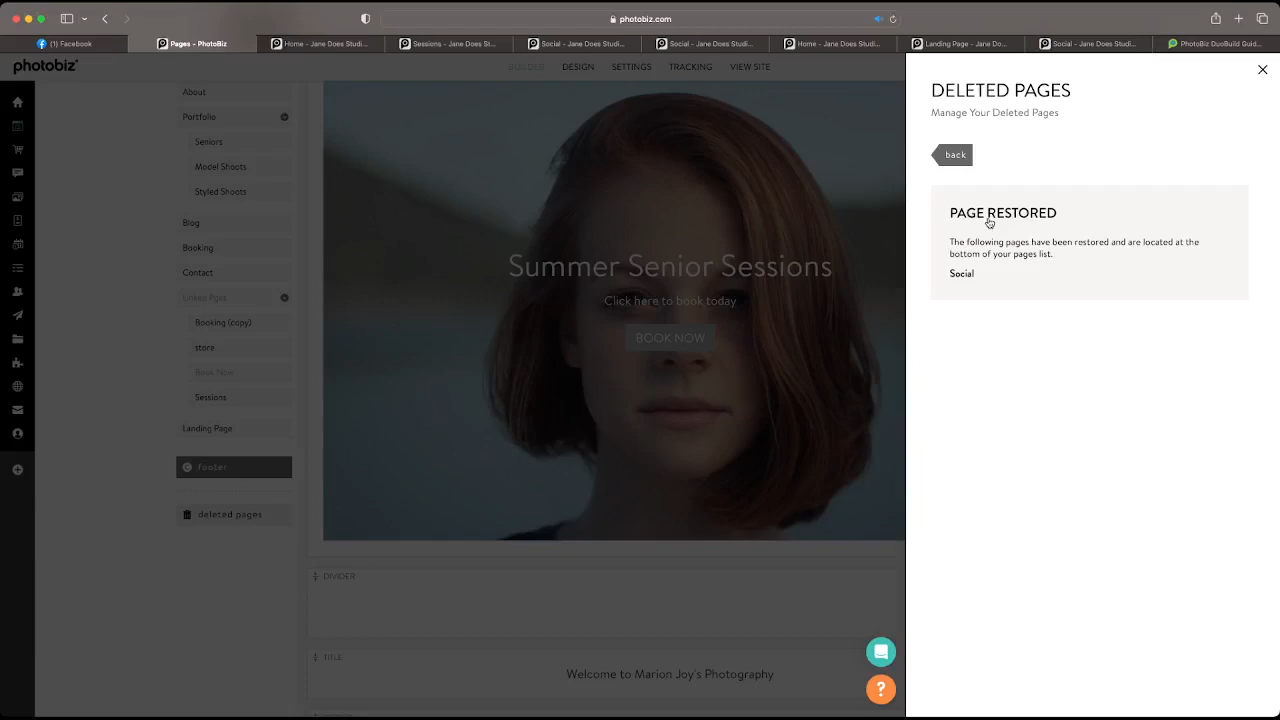 photobiz.com
(1) Facebook
Pages - PhotoBiz
Home - Jane Does Studi...
Sessions - Jane Does St...
Social - Jane Does Studi...
Social - Jane Does Studi...
Home - Jane Does Studi...
Landing Page - Jane Do...
Social - Jane Does Studi...
PhotoBiz DuoBuild Guid...
photobiz
BUILDER
DESIGN
SETTINGS
TRACKING
VIEW SITE
About
Portfolio
Seniors
Model Shoots
Styled Shoots
Blog
Booking
Contact
Linked Pges
Booking (copy)
store
Book Now
Sessions
Landing Page
footer
deleted pages
Summer Senior Sessions
Click here to book today
BOOK NOW
DIVIDER
TITLE
Welcome to Marion Joy's Photography
DELETED PAGES
Manage Your Deleted Pages
back
PAGE RESTORED
The following pages have been restored and are located at the
bottom of your pages list.
Social
?